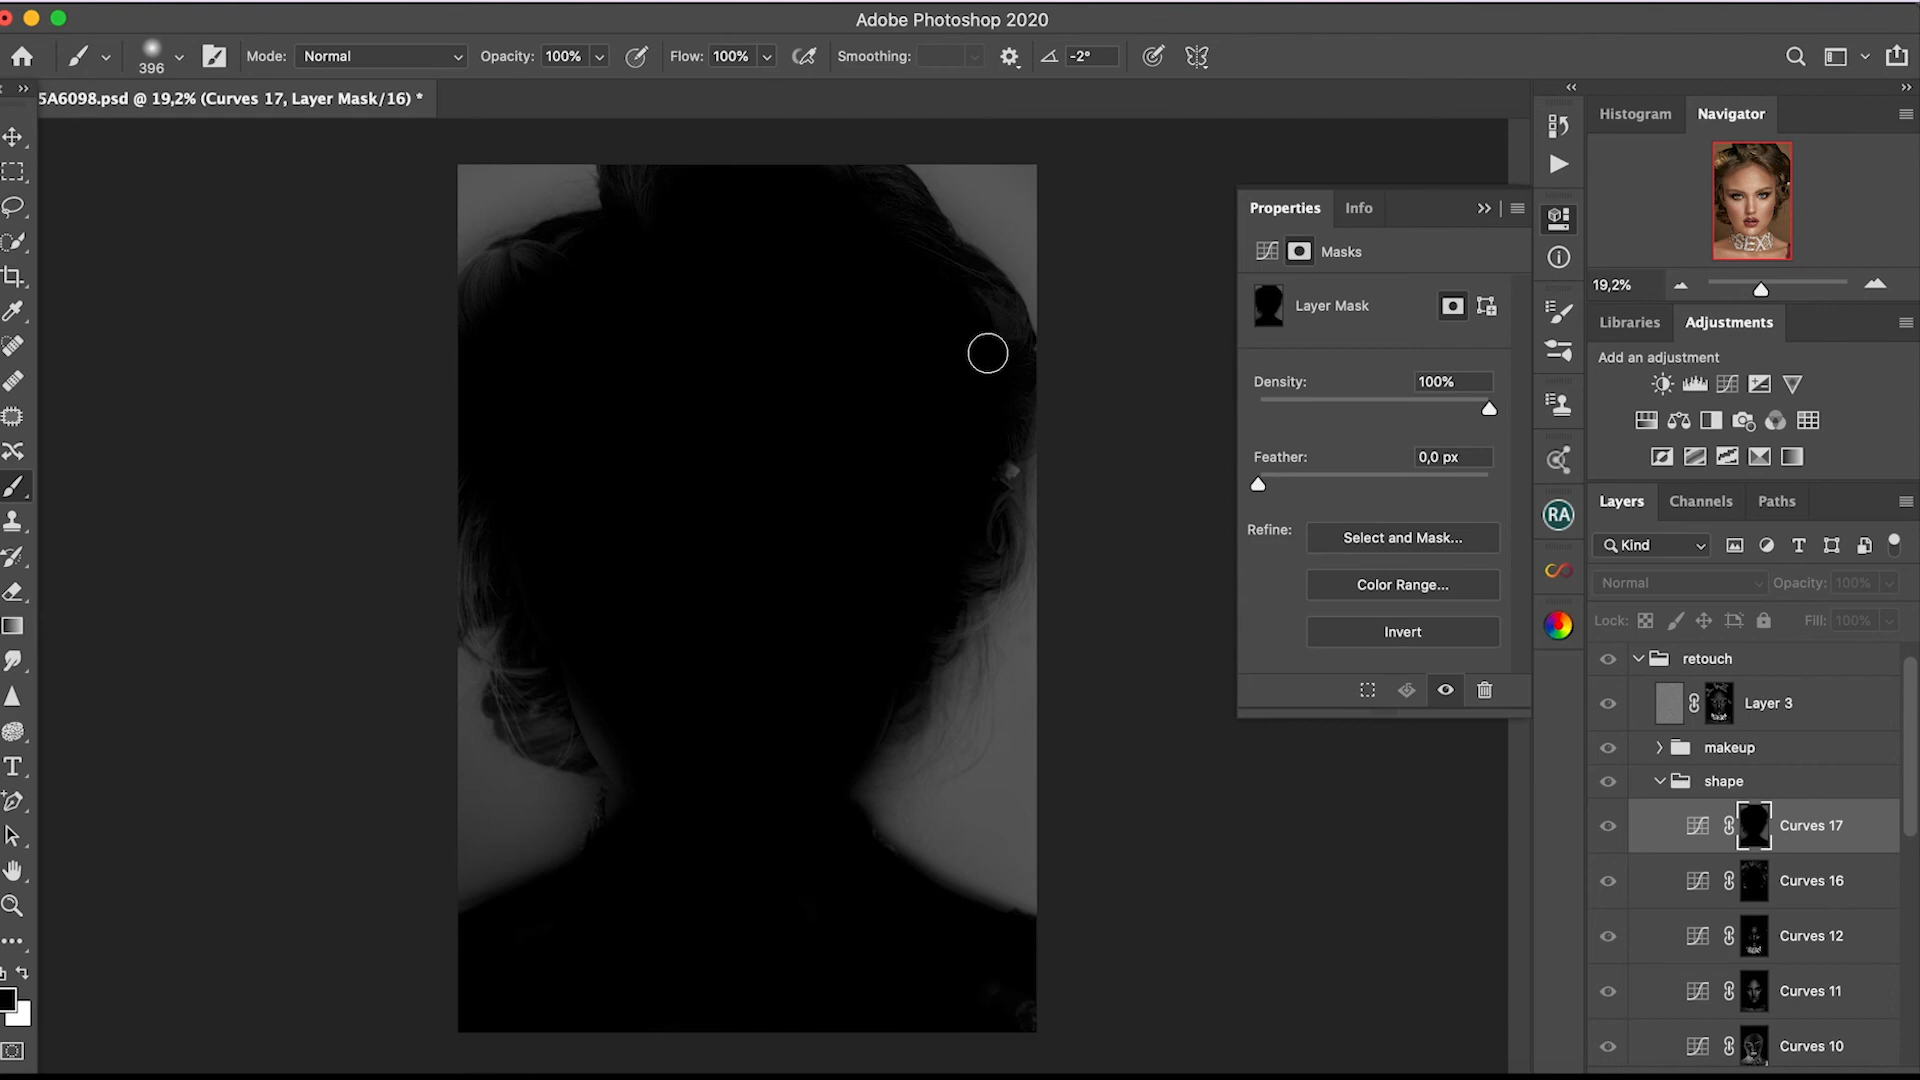 Adobe Photoshop 2020
396
Mode: Normal Opacity: 100% Flow: 100% Smoothing: -2°
5A6098.psd @ 19,2% (Curves 17, Layer Mask/16) *
Histogram Navigator
SEXY
19,2%
Properties Info
Masks
Layer Mask
Density: 100%
Feather: 0,0 px
Refine: Select and Mask...
Color Range...
Invert
RA
Libraries Adjustments
Add an adjustment
Layers Channels Paths
Kind
Normal Opacity: 100%
Lock: Fill: 100%
retouch
Layer 3
makeup
shape
Curves 17
Curves 16
Curves 12
Curves 11
Curves 10